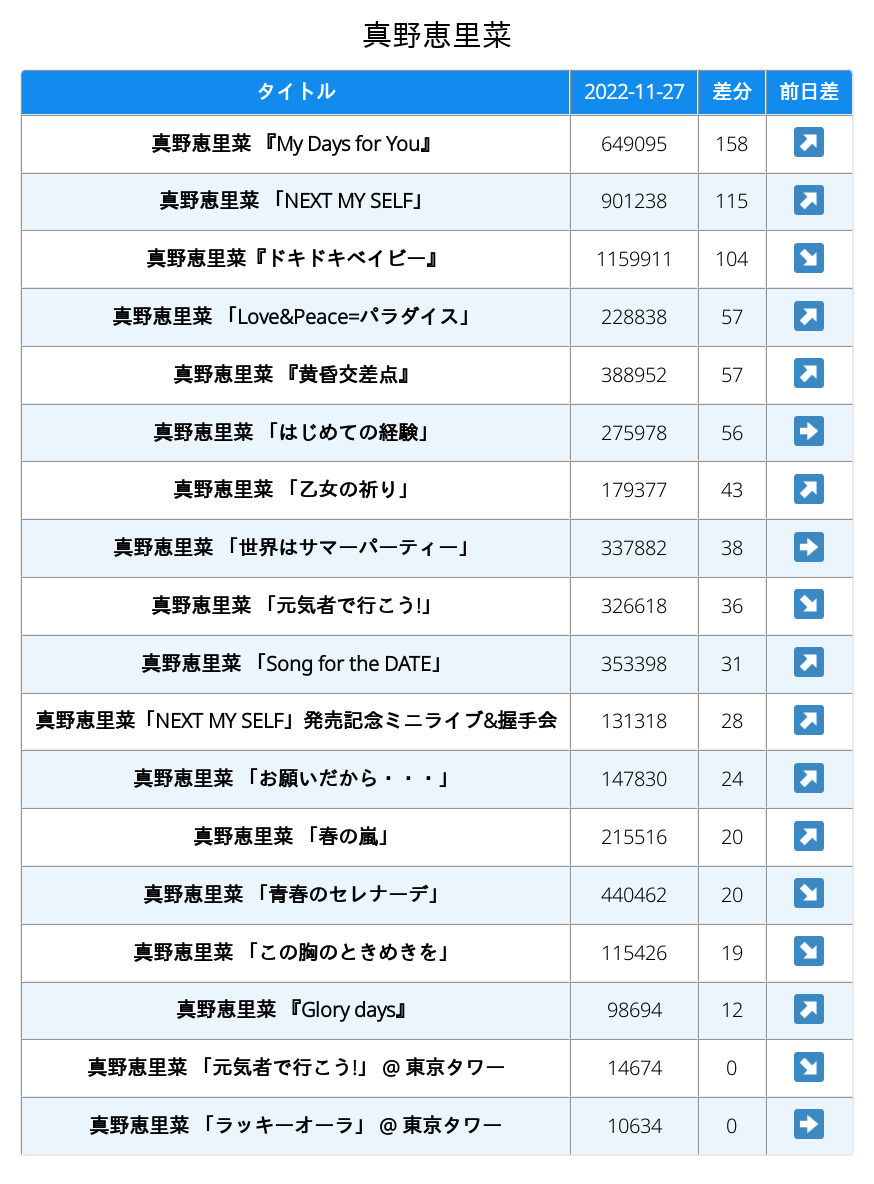 真野恵里菜
タイトル 2022-11-27 差分 前日差
真野恵里菜 『My Days for You』 649095 158 ↗
真野恵里菜 「NEXT MY SELF」 901238 115 ↗
真野恵里菜『ドキドキベイビー』 1159911 104 ↘
真野恵里菜 「Love&Peace=パラダイス」 228838 57 ↗
真野恵里菜 『黄昏交差点』 388952 57 ↗
真野恵里菜 「はじめての経験」 275978 56 ➡
真野恵里菜 「乙女の祈り」 179377 43 ↗
真野恵里菜 「世界はサマーパーティー」 337882 38 ➡
真野恵里菜 「元気者で行こう!」 326618 36 ↘
真野恵里菜 「Song for the DATE」 353398 31 ↗
真野恵里菜「NEXT MY SELF」発売記念ミニライブ&握手会 131318 28 ↗
真野恵里菜 「お願いだから・・・」 147830 24 ↗
真野恵里菜 「春の嵐」 215516 20 ↗
真野恵里菜 「青春のセレナーデ」 440462 20 ↘
真野恵里菜 「この胸のときめきを」 115426 19 ↘
真野恵里菜 『Glory days』 98694 12 ↗
真野恵里菜 「元気者で行こう!」 @ 東京タワー 14674 0 ↘
真野恵里菜 「ラッキーオーラ」 @ 東京タワー 10634 0 ➡